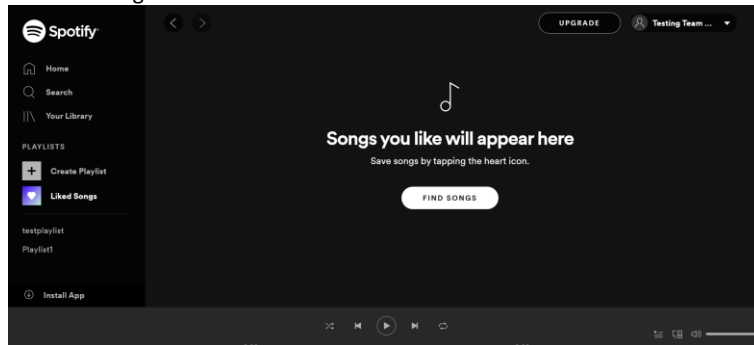 Spotify
UPGRADE
Testing Team ...
Home
Search
Your Library
PLAYLISTS
Create Playlist
Liked Songs
testplaylist
Playlist1
Install App
Songs you like will appear here
Save songs by tapping the heart icon.
FIND SONGS